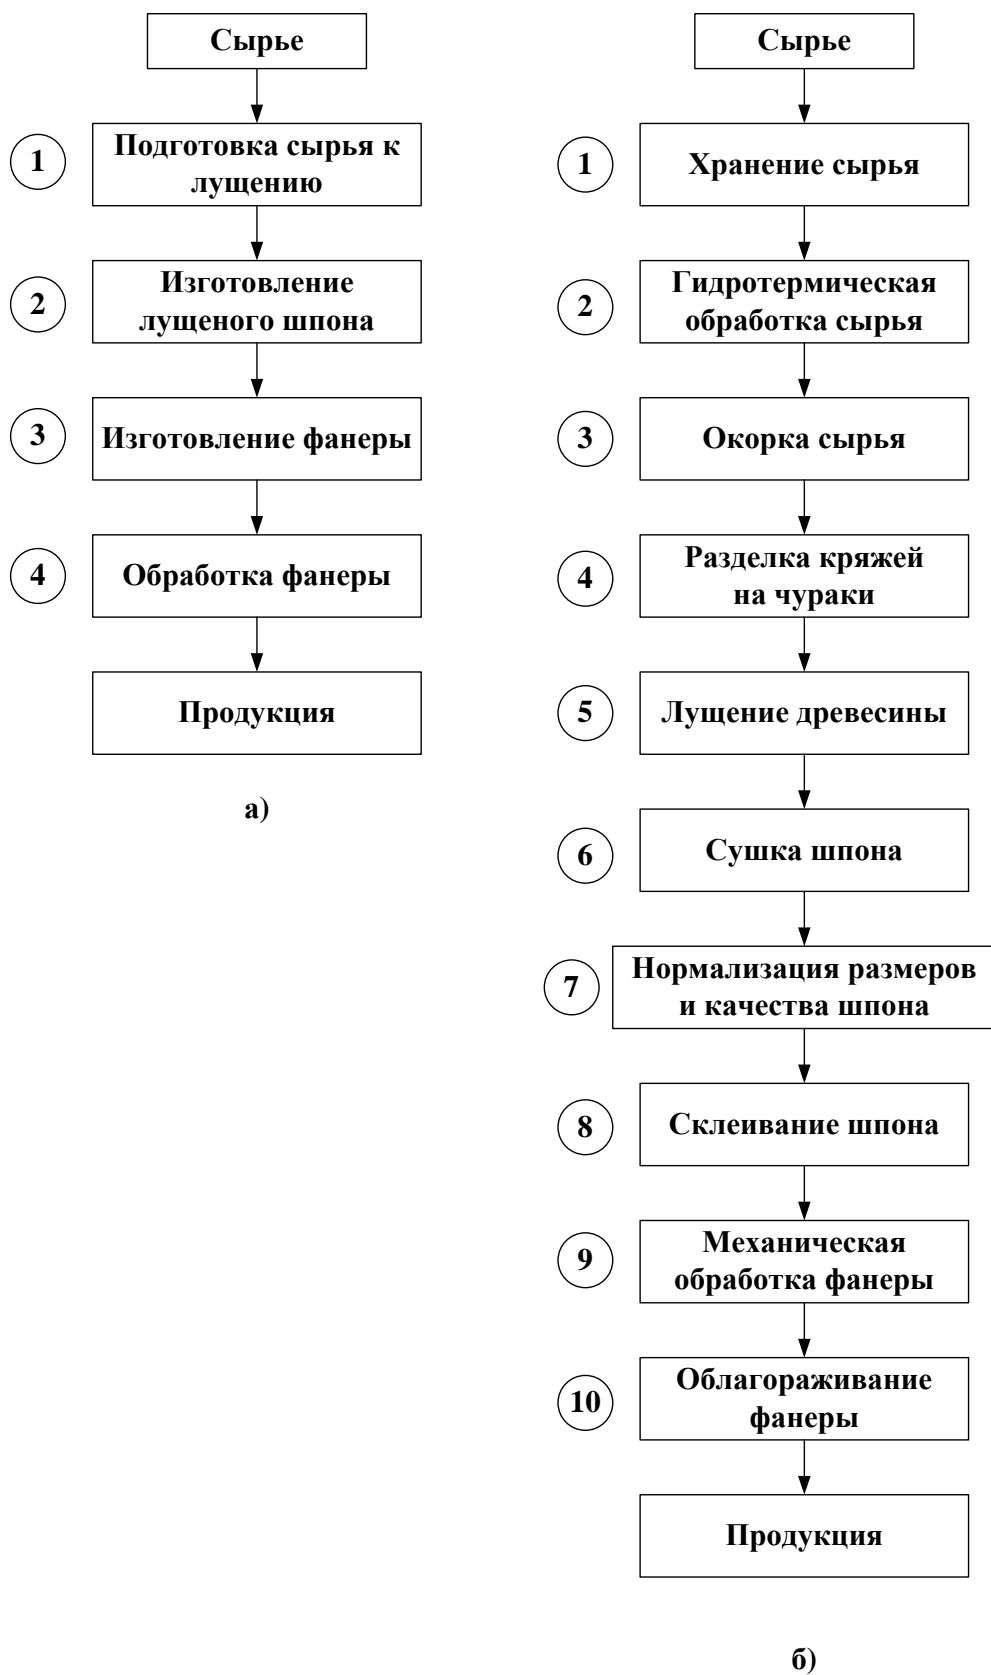 Сырье
1
Подготовка сырья к
лущению
2
Изготовление
лущеного шпона
3
Изготовление фанеры
4
Обработка фанеры
Продукция
а)
Сырье
1
Хранение сырья
2
Гидротермическая
обработка сырья
3
Окорка сырья
4
Разделка кряжей
на чураки
5
Лущение древесины
6
Сушка шпона
7
Нормализация размеров
и качества шпона
8
Склеивание шпона
9
Механическая
обработка фанеры
10
Облагораживание
фанеры
Продукция
б)